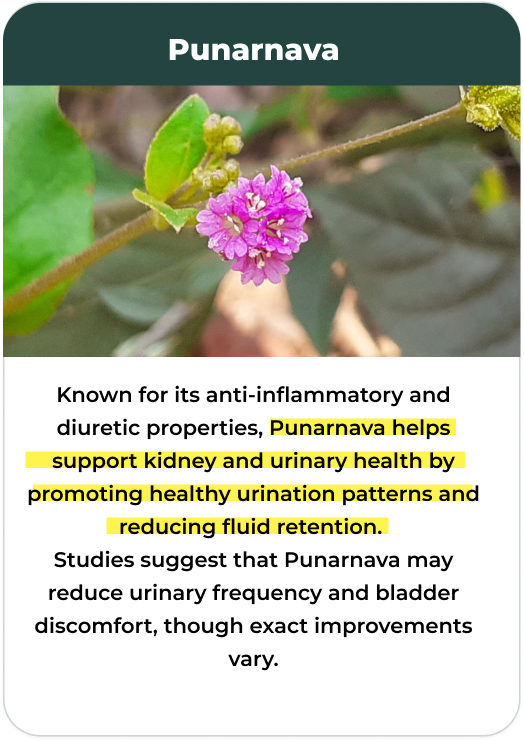 Punarnava
Known for its anti-inflammatory and
diuretic properties, Punarnava helps
support kidney and urinary health by
promoting healthy urination patterns and
reducing fluid retention.
Studies suggest that Punarnava may
reduce urinary frequency and bladder
discomfort, though exact improvements
vary.